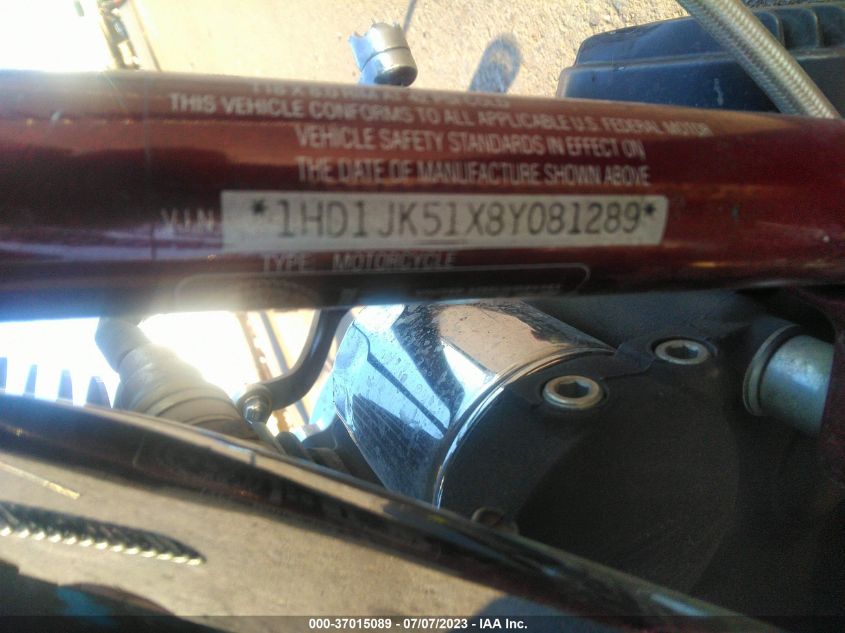 THIS VEHICLE CONFORMS TO ALL APPLICABLE U.S. FEDERAL MOTOR
VEHICLE SAFETY STANDARDS IN EFFECT ON
THE DATE OF MANUFACTURE SHOWN ABOVE
V.I.N. *1HD1JK51X8Y081289*
TYPE MOTORCYCLE
000-37015089 - 07/07/2023 - IAA Inc.